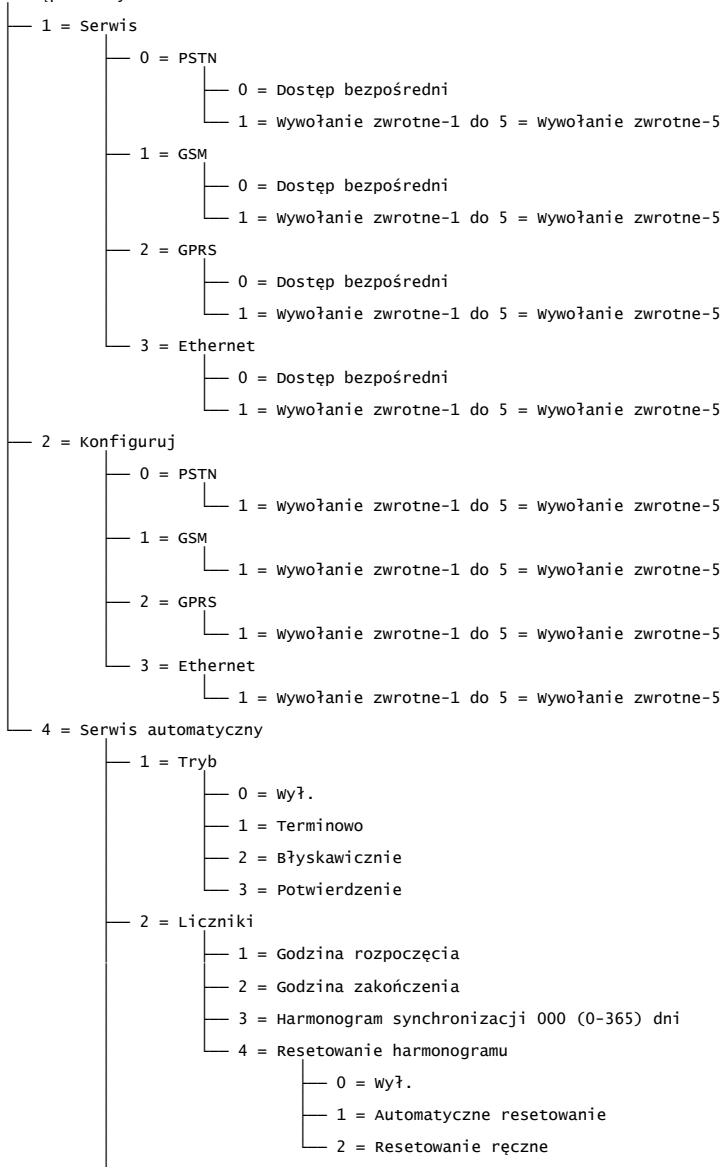 1 = Serwis
0 = PSTN
0 = Dostęp bezpośredni
1 = Wywołanie zwrotne-1 do 5 = Wywołanie zwrotne-5
1 = GSM
0 = Dostęp bezpośredni
1 = Wywołanie zwrotne-1 do 5 = Wywołanie zwrotne-5
2 = GPRS
0 = Dostęp bezpośredni
1 = Wywołanie zwrotne-1 do 5 = Wywołanie zwrotne-5
3 = Ethernet
0 = Dostęp bezpośredni
1 = Wywołanie zwrotne-1 do 5 = Wywołanie zwrotne-5
2 = Konfiguruj
0 = PSTN
1 = Wywołanie zwrotne-1 do 5 = Wywołanie zwrotne-5
1 = GSM
1 = Wywołanie zwrotne-1 do 5 = Wywołanie zwrotne-5
2 = GPRS
1 = Wywołanie zwrotne-1 do 5 = Wywołanie zwrotne-5
3 = Ethernet
1 = Wywołanie zwrotne-1 do 5 = Wywołanie zwrotne-5
4 = Serwis automatyczny
1 = Tryb
0 = Wył.
1 = Terminowo
2 = Błyskawicznie
3 = Potwierdzenie
2 = Liczniki
1 = Godzina rozpoczęcia
2 = Godzina zakończenia
3 = Harmonogram synchronizacji 000 (0-365) dni
4 = Resetowanie harmonogramu
0 = Wył.
1 = Automatyczne resetowanie
2 = Resetowanie ręczne